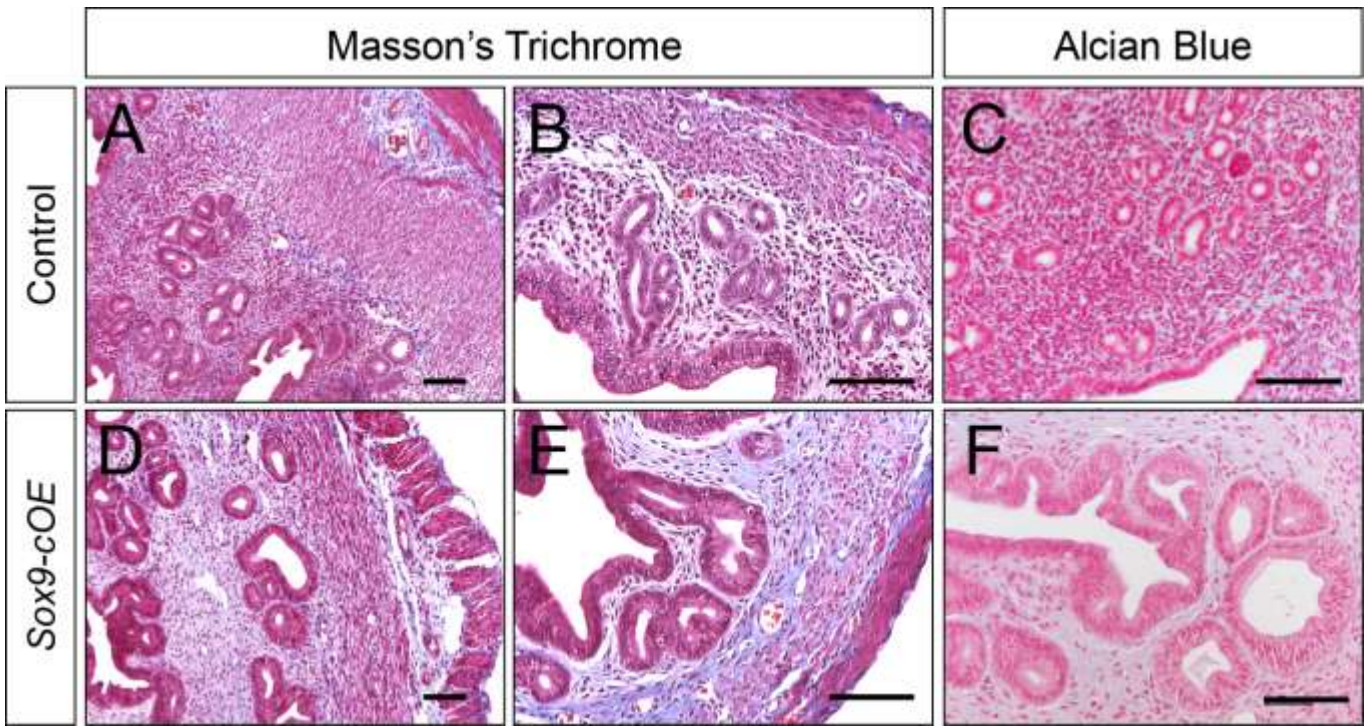 Masson's Trichrome
Alcian Blue
Control
A
B
C
Sox9-cOE
D
E
F